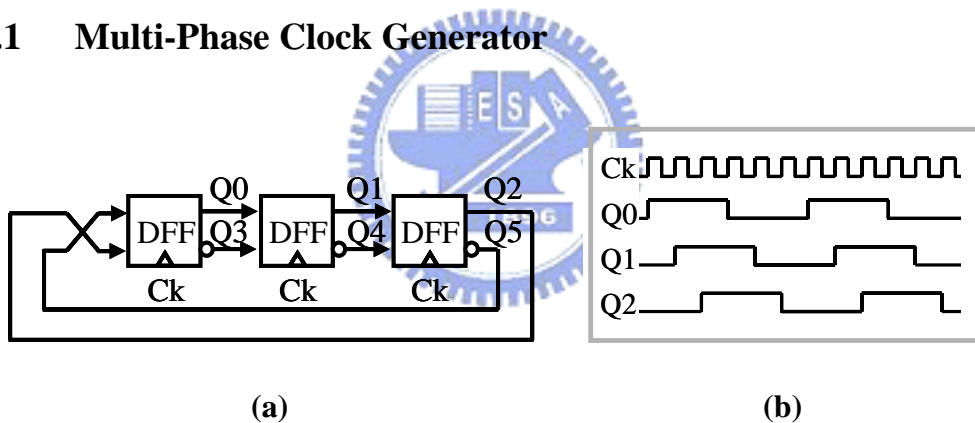 .1 Multi-Phase Clock Generator
E S A
1896
Q0 Q1 Q2
DFF Q3 DFF Q4 DFF Q5
Ck Ck Ck
Ck
Q0
Q1
Q2
(a) (b)